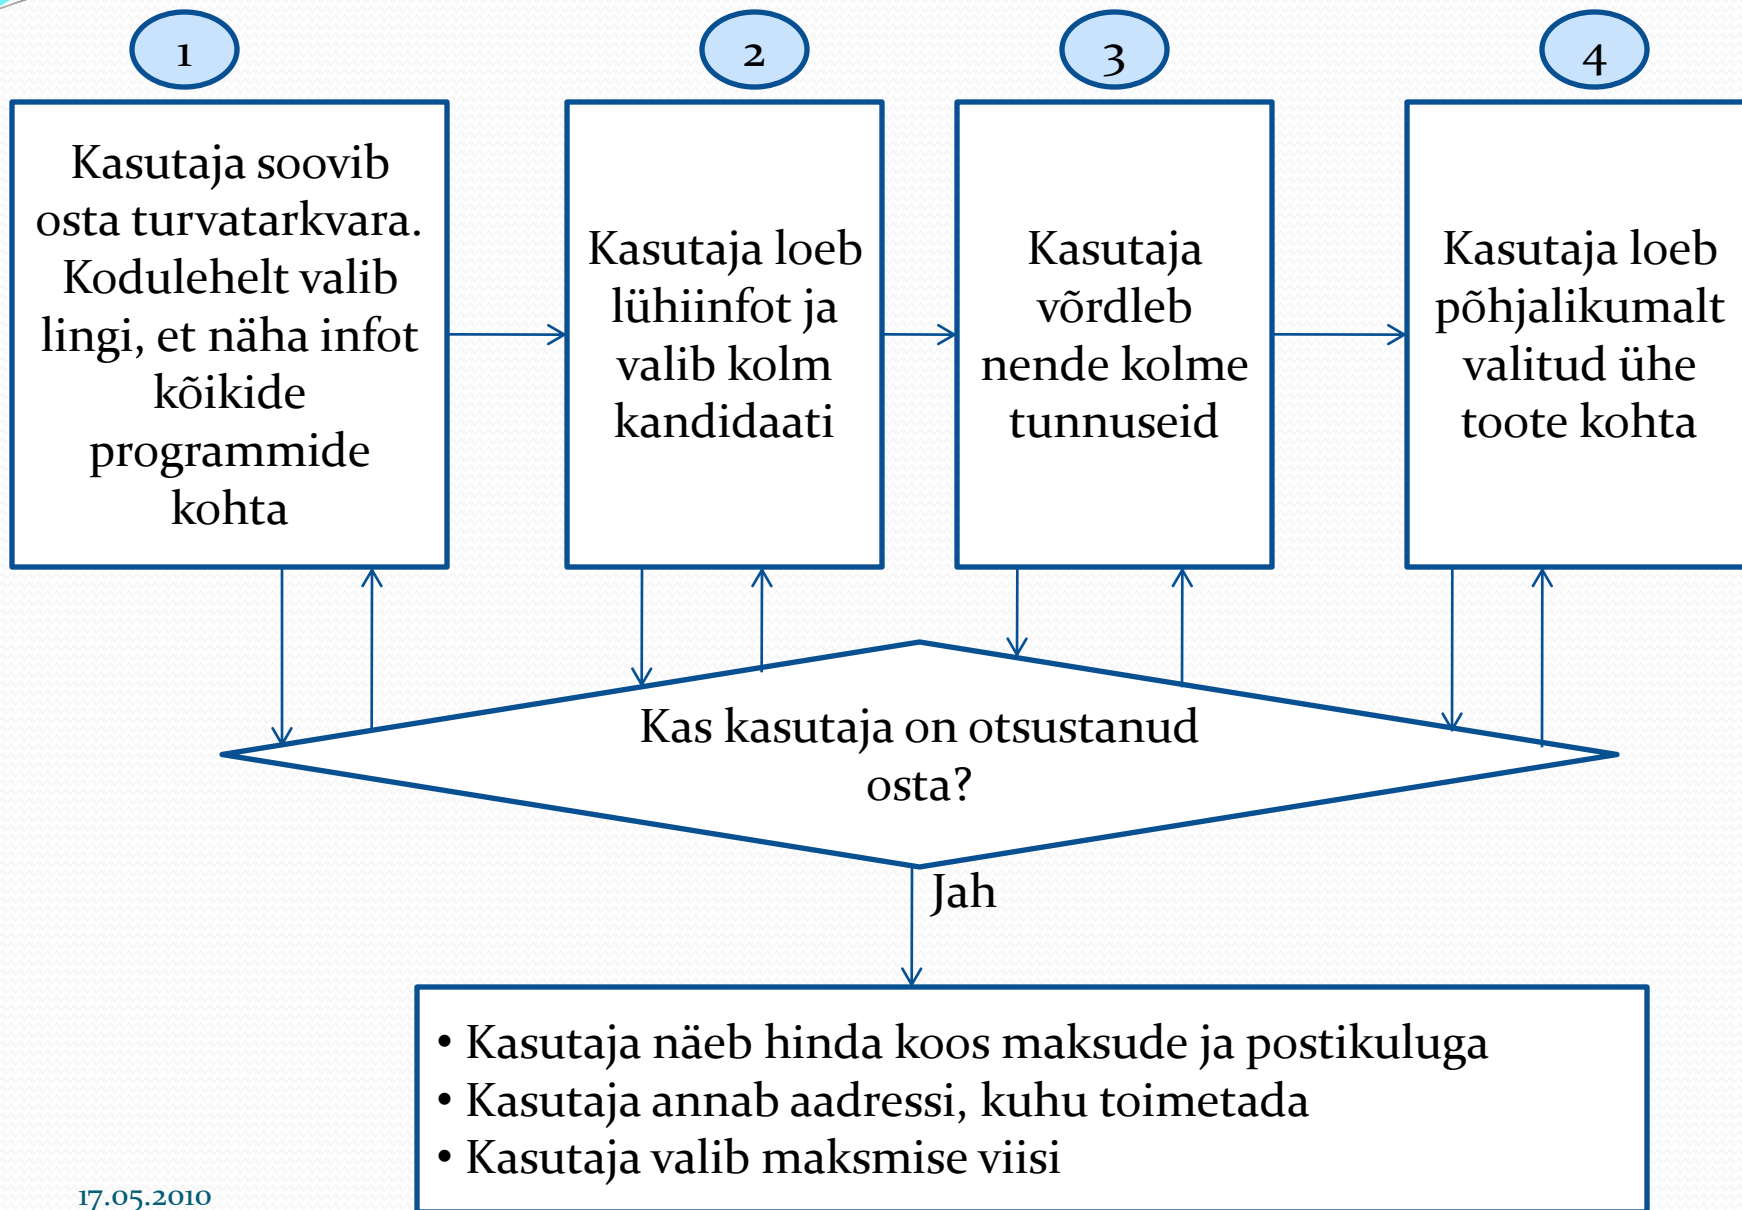 1
2
3
4
Kasutaja soovib
osta turvatarkvara.
Kodulehelt valib
lingi, et näha infot
kõikide
programmide
kohta
Kasutaja loeb
lühiinfot ja
valib kolm
kandidaati
Kasutaja
võrdleb
nende kolme
tunnuseid
Kasutaja loeb
põhjalikumalt
valitud ühe
toote kohta
Kas kasutaja on otsustanud
osta?
Jah
• Kasutaja näeb hinda koos maksude ja postikuluga
• Kasutaja annab aadressi, kuhu toimetada
• Kasutaja valib maksmise viisi
17.05.2010